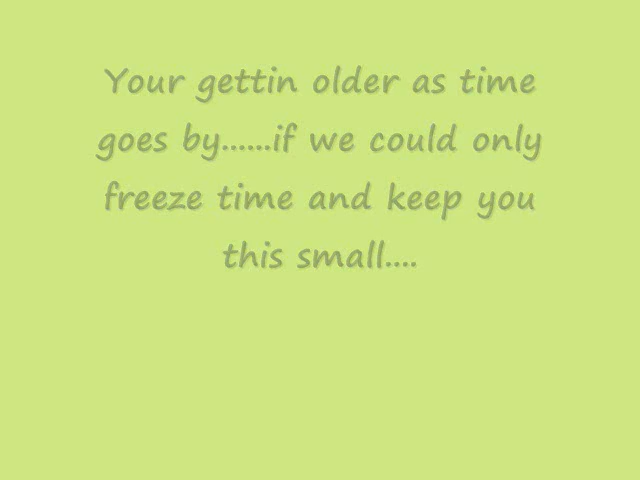 Your gettin older as time
goes by......if we could only
freeze time and keep you
this small....